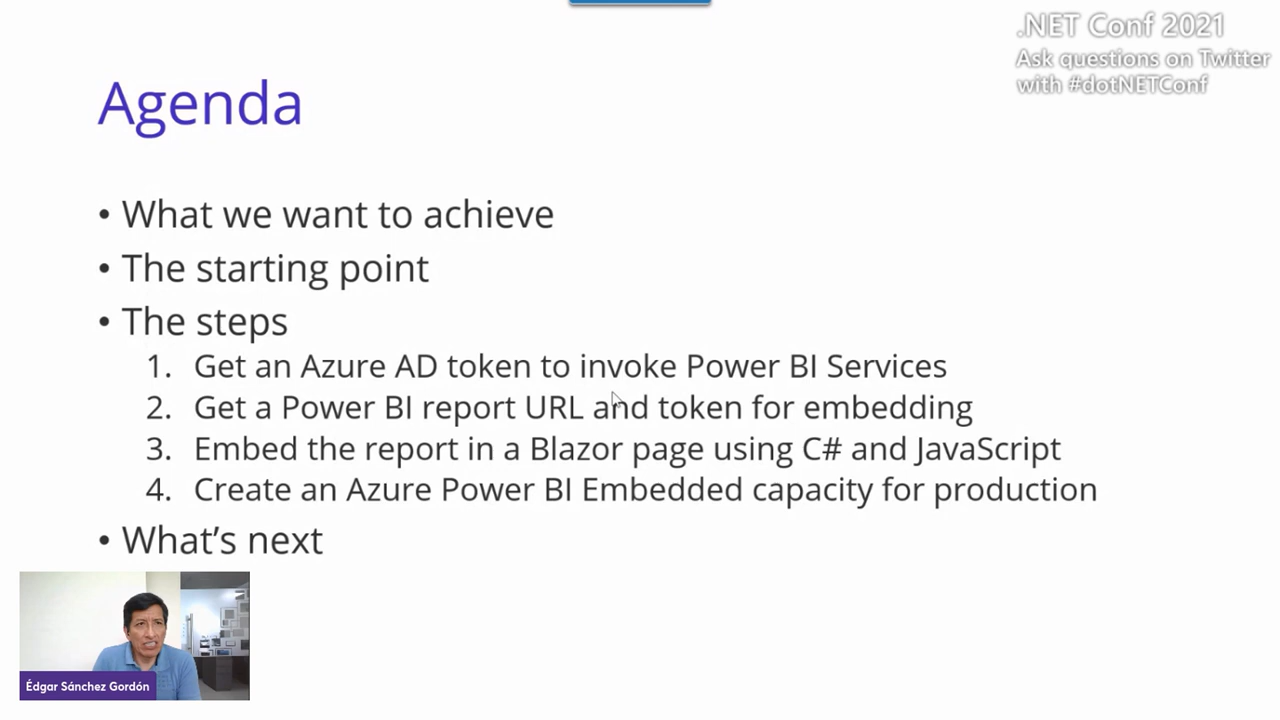 .NET Conf 2021
Ask questions on Twitter
with #dotNETConf
Agenda
• What we want to achieve
• The starting point
• The steps
1. Get an Azure AD token to invoke Power BI Services
2. Get a Power BI report URL and token for embedding
3. Embed the report in a Blazor page using C# and JavaScript
4. Create an Azure Power BI Embedded capacity for production
• What’s next
Édgar Sánchez Gordón